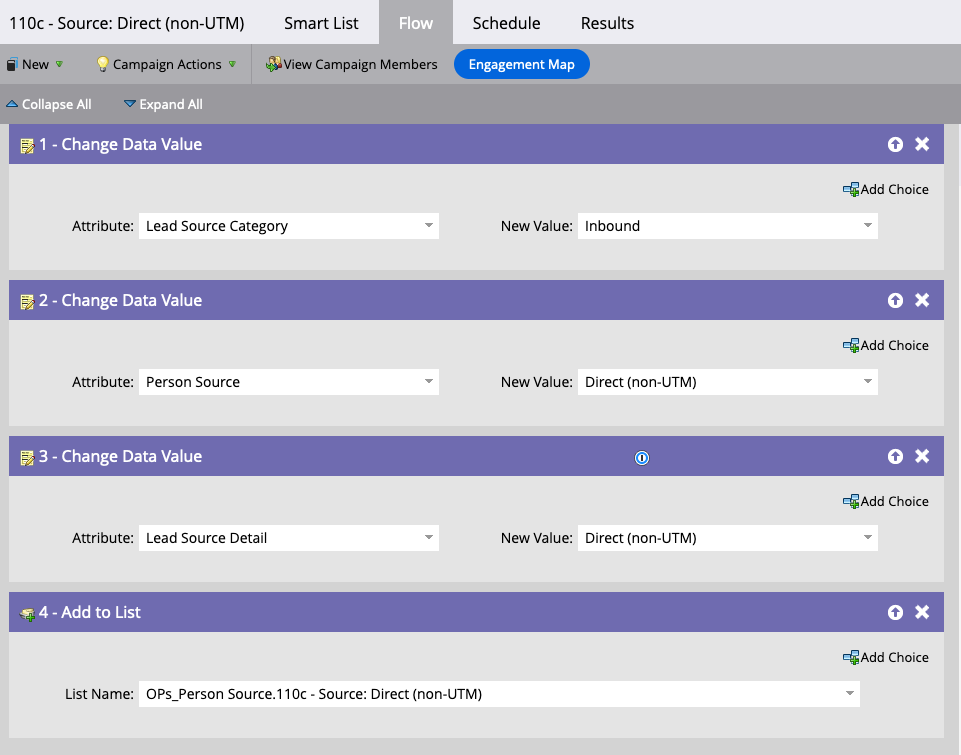 110c - Source: Direct (non-UTM) Smart List Flow Schedule Results
New Campaign Actions View Campaign Members Engagement Map
Collapse All Expand All
1 - Change Data Value
Add Choice
Attribute: Lead Source Category New Value: Inbound
2 - Change Data Value
Add Choice
Attribute: Person Source New Value: Direct (non-UTM)
3 - Change Data Value
Add Choice
Attribute: Lead Source Detail New Value: Direct (non-UTM)
4 - Add to List
Add Choice
List Name: OPs_Person Source.110c - Source: Direct (non-UTM)